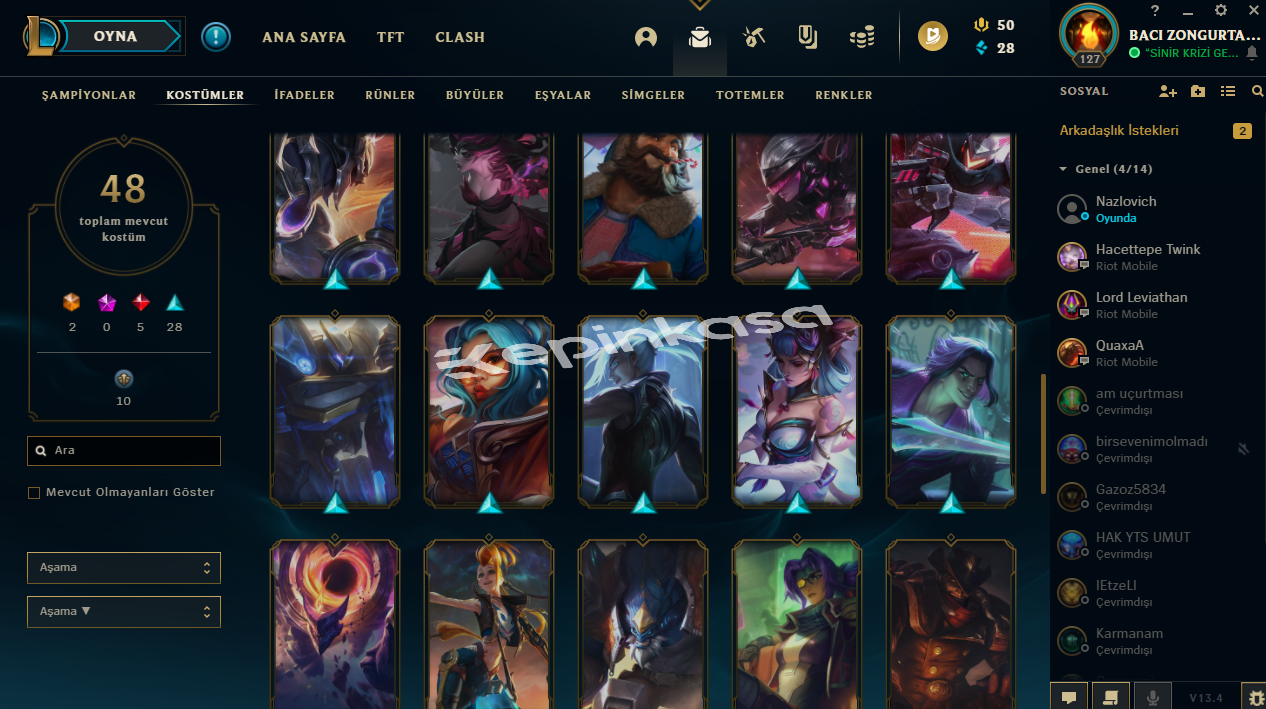 OYNA
ANA SAYFA
TFT
CLASH
50
28
BACI ZONGURTA...
"SİNİR KRİZİ GE...
127
ŞAMPİYONLAR
KOSTÜMLER
İFADELER
RÜNLER
BÜYÜLER
EŞYALAR
SİMGELER
TOTEMLER
RENKLER
SOSYAL
Arkadaşlık İstekleri
2
Genel (4/14)
48
toplam mevcut
kostüm
2
0
5
28
10
Ara
Mevcut Olmayanları Göster
Aşama
Aşama ▼
epinkasa
Nazlovich
Oyunda
Hacettepe Twink
Riot Mobile
Lord Leviathan
Riot Mobile
QuaxaA
Riot Mobile
am uçurtması
Çevrimdışı
birsevenimolmadı
Çevrimdışı
Gazoz5834
Çevrimdışı
HAK YTS UMUT
Çevrimdışı
IEtzeLI
Çevrimdışı
Karmanam
Çevrimdışı
V13.4